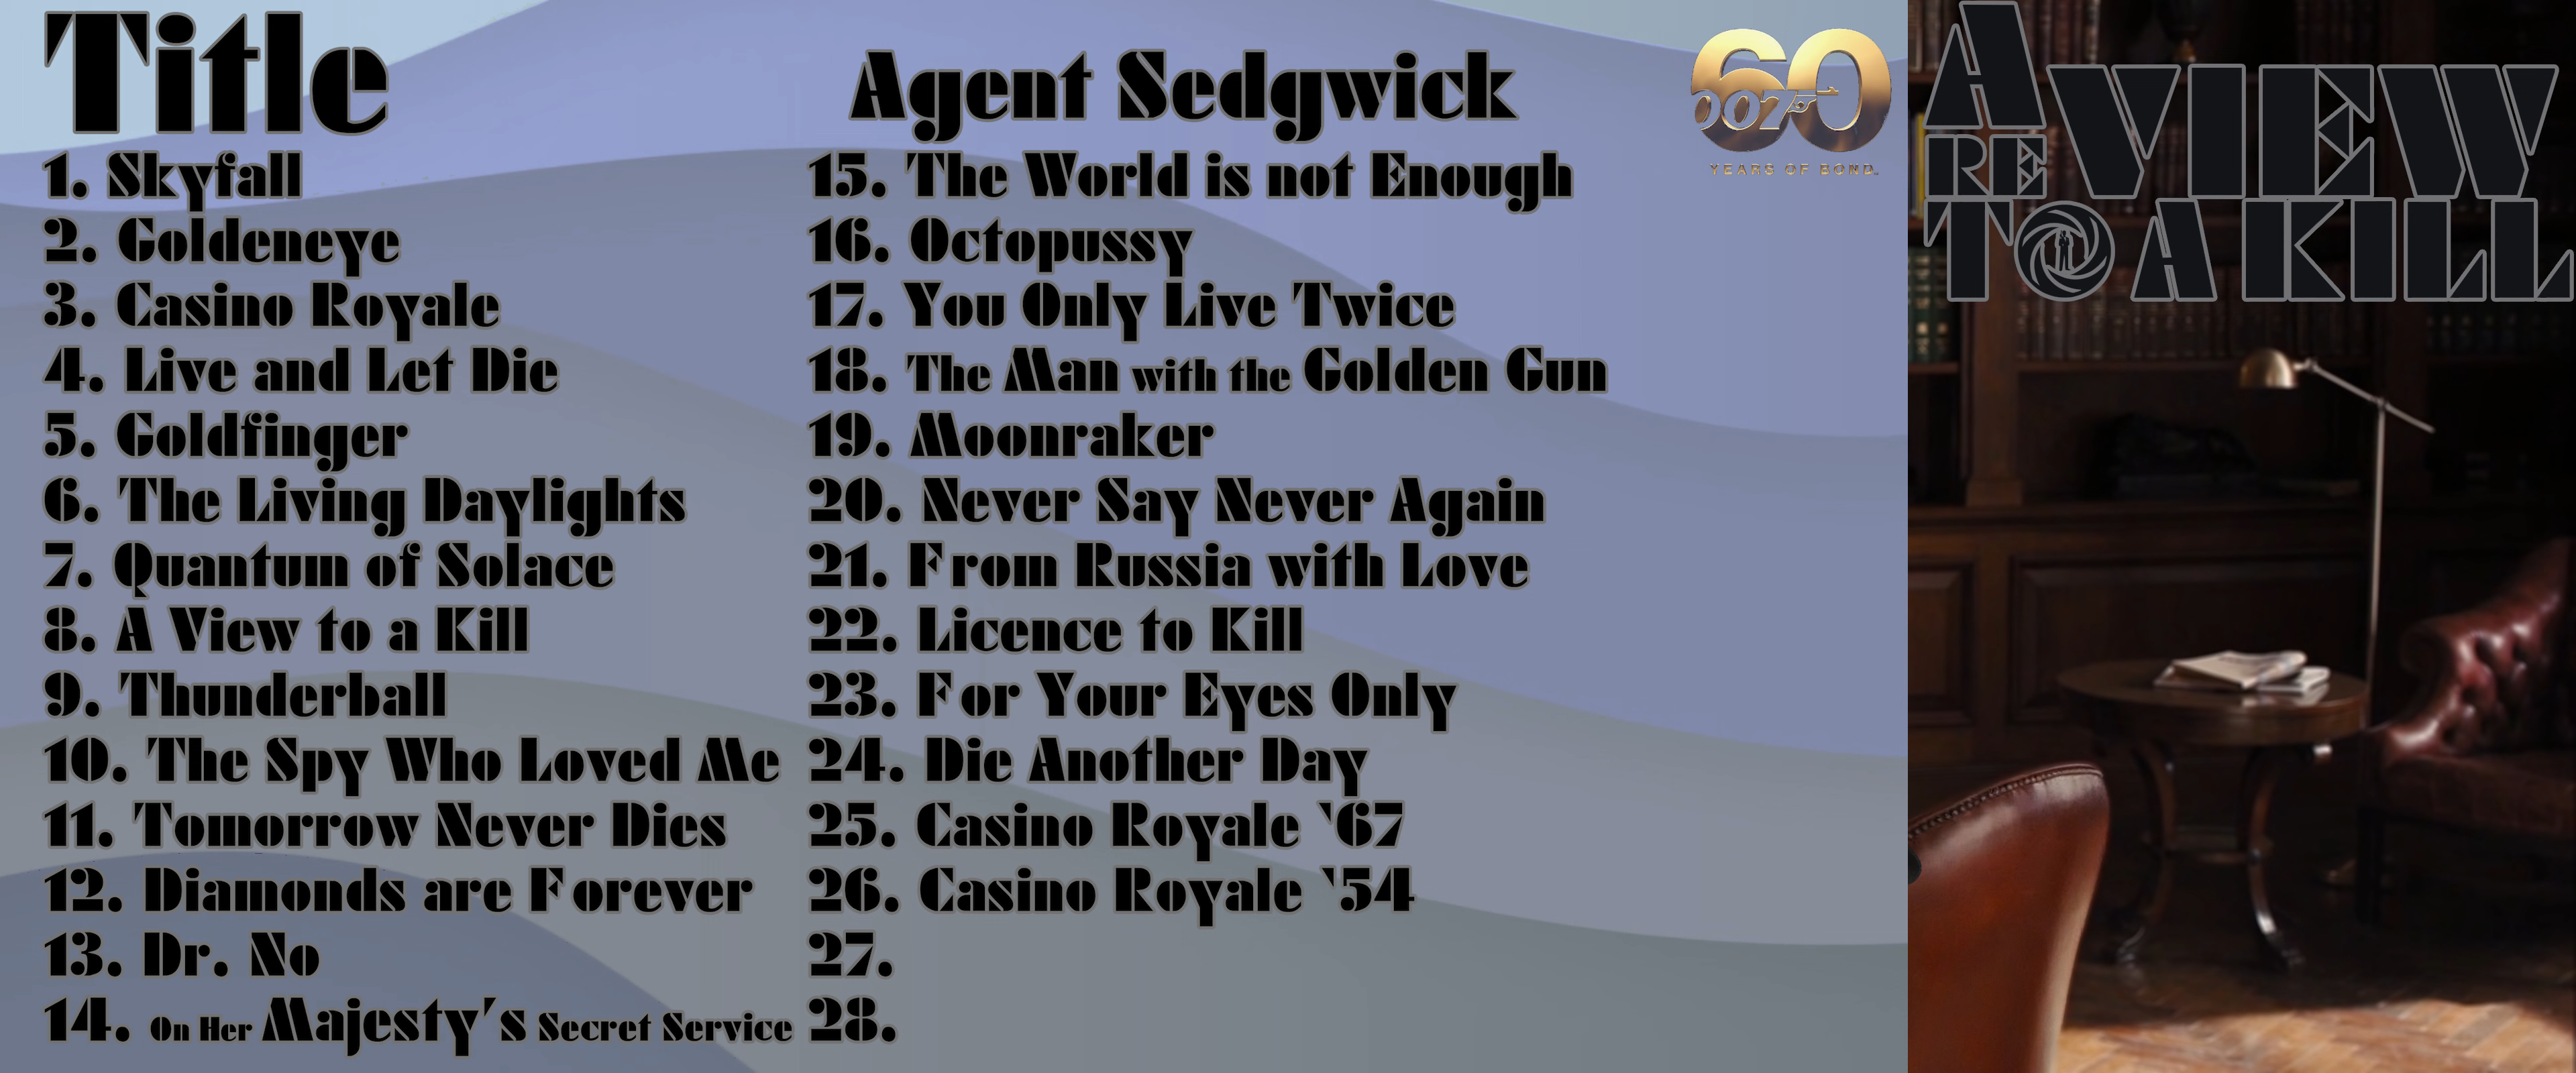 Title
Agent Sedgwick
1. Skyfall
2. Goldeneye
3. Casino Royale
4. Live and Let Die
5. Goldfinger
6. The Living Daylights
7. Quantum of Solace
8. A View to a Kill
9. Thunderball
10. The Spy Who Loved Me
11. Tomorrow Never Dies
12. Diamonds are Forever
13. Dr. No
14. On Her Majesty's Secret Service
15. The World is not Enough
16. Octopussy
17. You Only Live Twice
18. The Man with the Golden Gun
19. Moonraker
20. Never Say Never Again
21. From Russia with Love
22. Licence to Kill
23. For Your Eyes Only
24. Die Another Day
25. Casino Royale `67
26. Casino Royale `54
27.
28.
60
007
YEARS OF BOND.
A REVIEW
TO A KILL